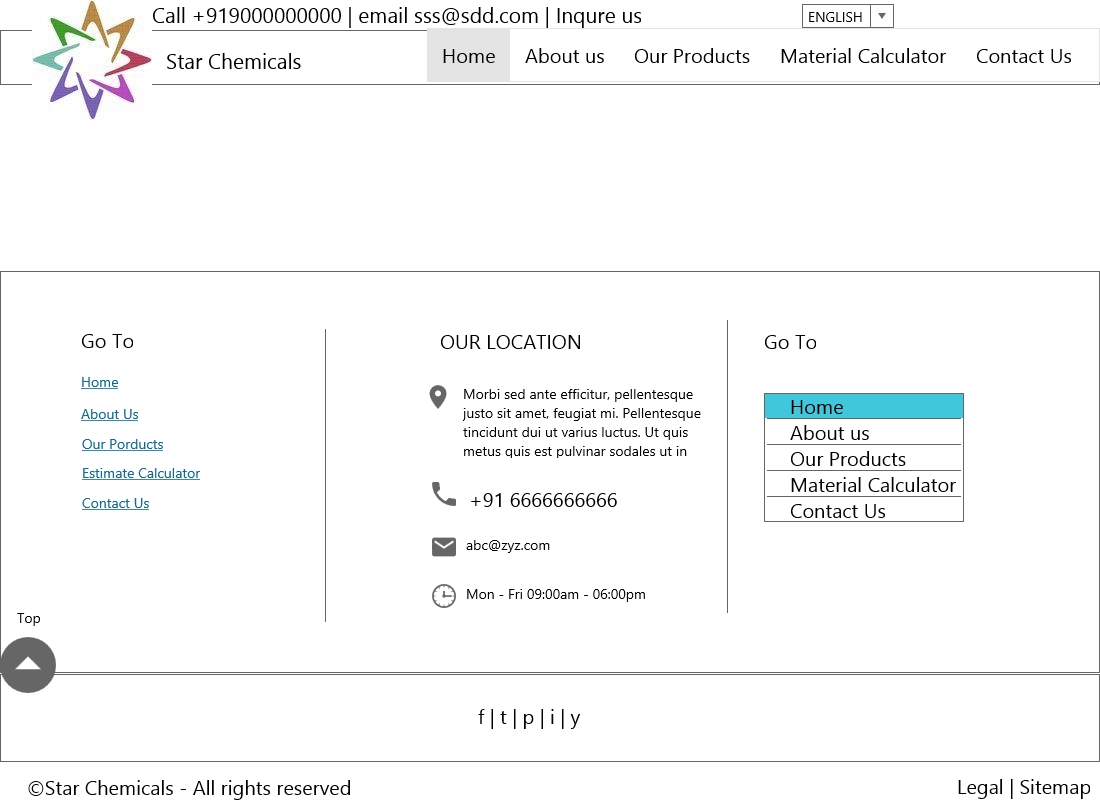 Call +919000000000 | email sss@sdd.com | Inqure us
ENGLISH
Star Chemicals
Home About us Our Products Material Calculator Contact Us
Go To
Home
About Us
Our Porducts
Estimate Calculator
Contact Us
OUR LOCATION
Morbi sed ante efficitur, pellentesque
justo sit amet, feugiat mi. Pellentesque
tincidunt dui ut varius luctus. Ut quis
metus quis est pulvinar sodales ut in
+91 6666666666
abc@zyz.com
Mon - Fri 09:00am - 06:00pm
Go To
Home
About us
Our Products
Material Calculator
Contact Us
Top
f | t | p | i | y
©Star Chemicals - All rights reserved
Legal | Sitemap